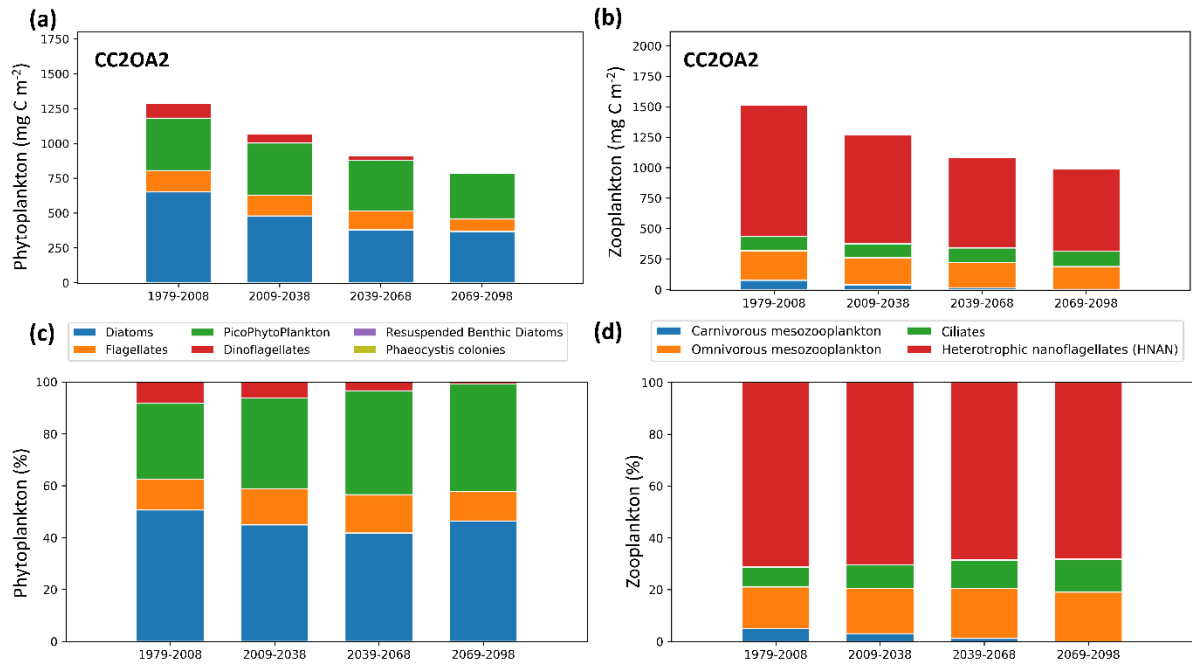 (a)
CC2OA2
Phytoplankton (mg C m⁻²)
1750
1500
1250
1000
750
500
250
0
1979-2008
2009-2038
2039-2068
2069-2098
(b)
CC2OA2
Zooplankton (mg C m⁻²)
2000
1750
1500
1250
1000
750
500
250
0
1979-2008
2009-2038
2039-2068
2069-2098
Diatoms
PicoPhytoPlankton
Resuspended Benthic Diatoms
Flagellates
Dinoflagellates
Phaeocystis colonies
Carnivorous mesozooplankton
Ciliates
Omnivorous mesozooplankton
Heterotrophic nanoflagellates (HNAN)
(c)
Phytoplankton (%)
100
80
60
40
20
0
1979-2008
2009-2038
2039-2068
2069-2098
(d)
Zooplankton (%)
100
80
60
40
20
0
1979-2008
2009-2038
2039-2068
2069-2098